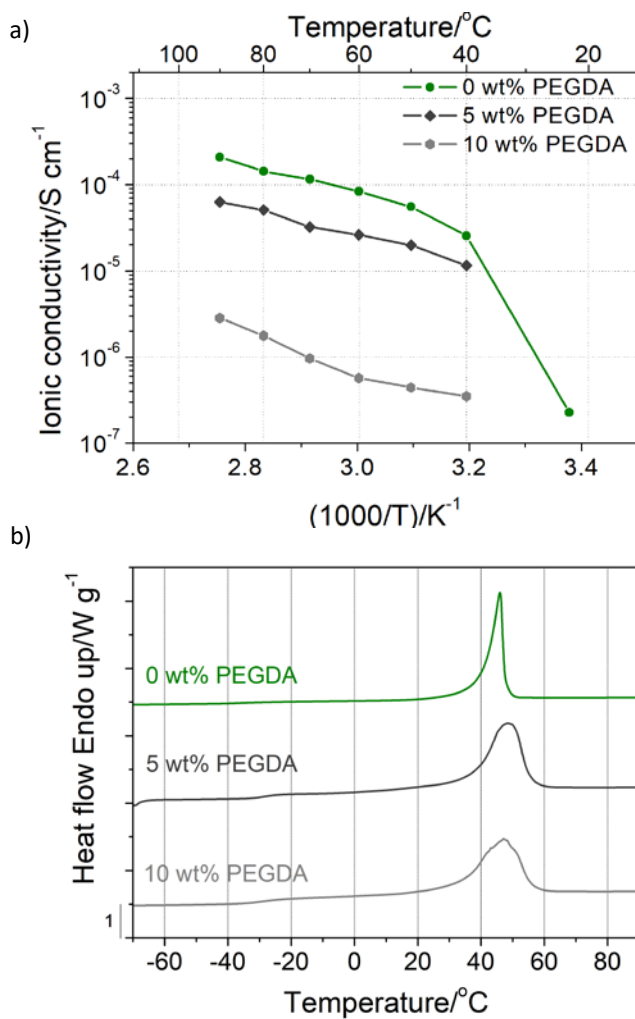 a)
Temperature/°C
100 80 60 40 20
0 wt% PEGDA
5 wt% PEGDA
10 wt% PEGDA
10⁻³
10⁻⁴
10⁻⁵
10⁻⁶
10⁻⁷
Ionic conductivity/S cm⁻¹
2.6 2.8 3.0 3.2 3.4
(1000/T)/K⁻¹
b)
Heat flow Endo up/W g⁻¹
0 wt% PEGDA
5 wt% PEGDA
10 wt% PEGDA
1
-60 -40 -20 0 20 40 60 80
Temperature/°C